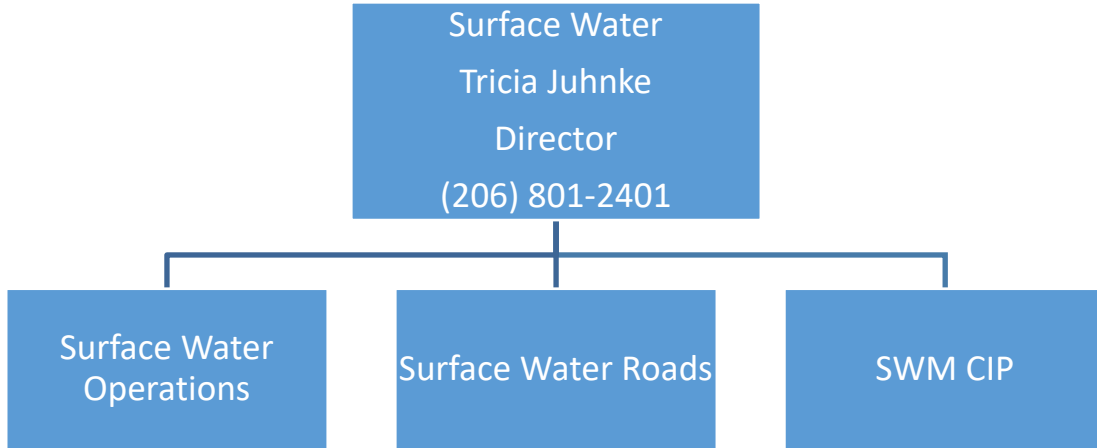 Surface Water
Tricia Juhnke
Director
(206) 801-2401
Surface Water
Operations
Surface Water Roads
SWM CIP